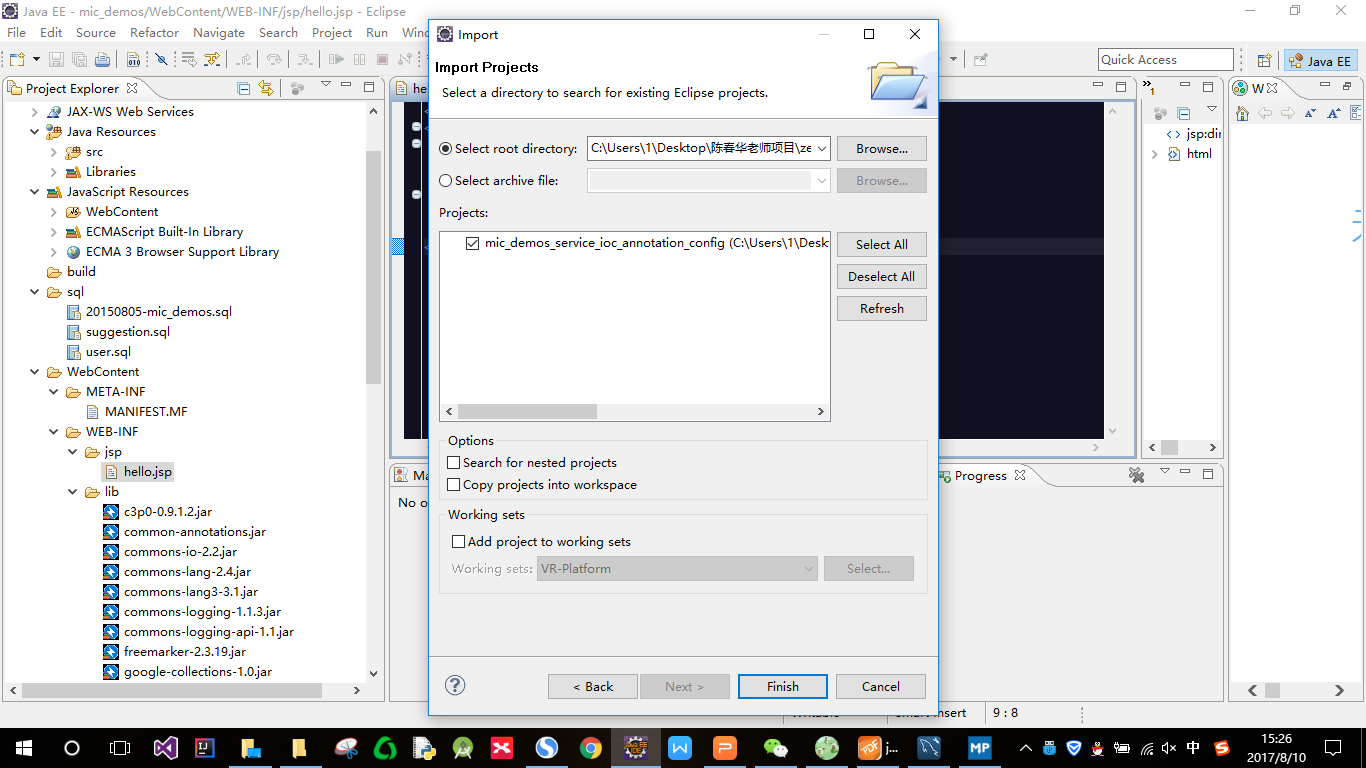 Java EE - mic_demos/WebContent/WEB-INF/jsp/hello.jsp - Eclipse
File Edit Source Refactor Navigate Search Project Run
Quick Access
Java EE
Project Explorer
JAX-WS Web Services
Java Resources
src
Libraries
JavaScript Resources
WebContent
ECMAScript Built-In Library
ECMA 3 Browser Support Library
build
sql
20150805-mic_demos.sql
suggestion.sql
user.sql
WebContent
META-INF
MANIFEST.MF
WEB-INF
jsp
hello.jsp
lib
c3p0-0.9.1.2.jar
common-annotations.jar
commons-io-2.2.jar
commons-lang-2.4.jar
commons-lang3-3.1.jar
commons-logging-1.1.3.jar
commons-logging-api-1.1.jar
freemarker-2.3.19.jar
google-collections-1.0.jar
Import
Import Projects
Select a directory to search for existing Eclipse projects.
Select root directory: C:\Users\1\Desktop\陈春华老师项目\ze Browse...
Select archive file: Browse...
Projects:
mic_demos_service_ioc_annotation_config (C:\Users\1\Desk
Select All
Deselect All
Refresh
Options
Search for nested projects
Copy projects into workspace
Working sets
Add project to working sets
Working sets: VR-Platform Select...
< Back Next > Finish Cancel
jsp:dir
html
W
Progress
No o
9 : 8
中
15:26
2017/8/10